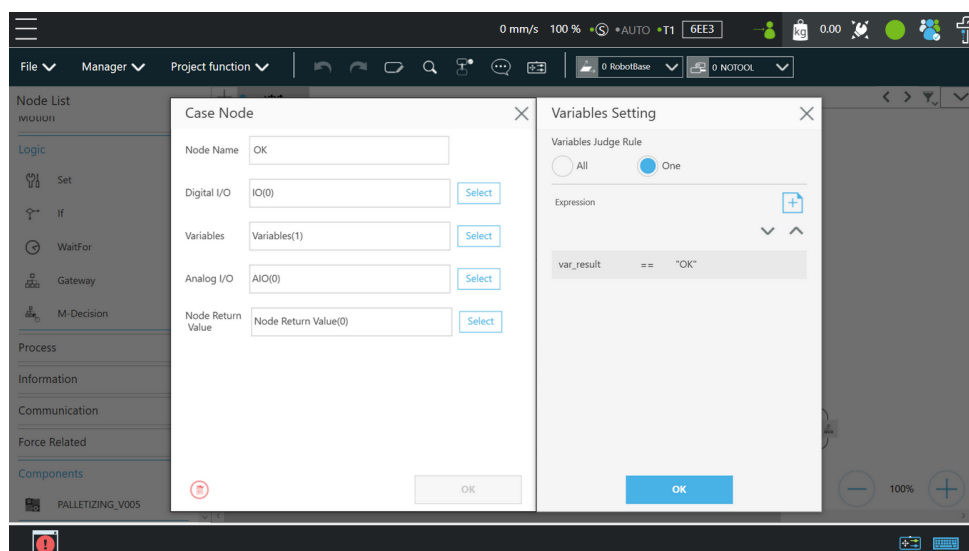 0 mm/s 100 % •Ⓢ •AUTO •T1 6EE3 kg 0.00
File Manager Project function 0 RobotBase 0 NOTOOL
Node List
Motion
Logic
Set
If
WaitFor
Gateway
M-Decision
Process
Information
Communication
Force Related
Components
PALLETIZING_V005
Case Node
Node Name OK
Digital I/O IO(0) Select
Variables Variables(1) Select
Analog I/O AIO(0) Select
Node Return
Value
Node Return Value(0) Select
OK
Variables Setting
Variables Judge Rule
All One
Expression
var_result == "OK"
OK
100%